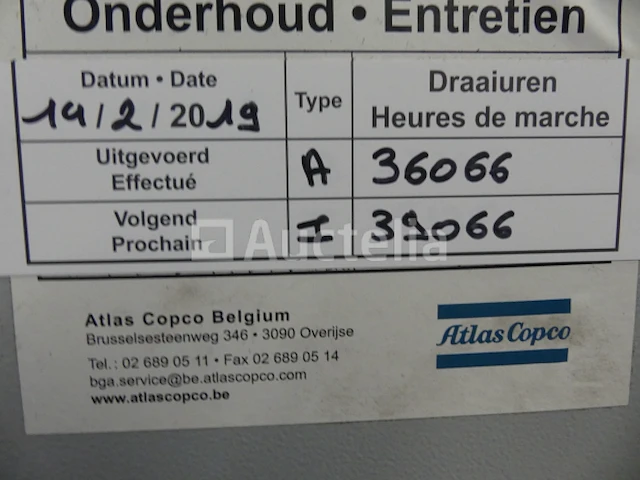 Onderhoud • Entretien
Datum • Date
14/2/2019
Type
Draaiuren
Heures de marche
Uitgevoerd
Effectué
A
36066
Volgend
Prochain
I
39066
Auctelia
Atlas Copco Belgium
Brusselsesteenweg 346 • 3090 Overijse
Tel.: 02 689 05 11 • Fax 02 689 05 14
bga.service@be.atlascopco.com
www.atlascopco.be
Atlas Copco